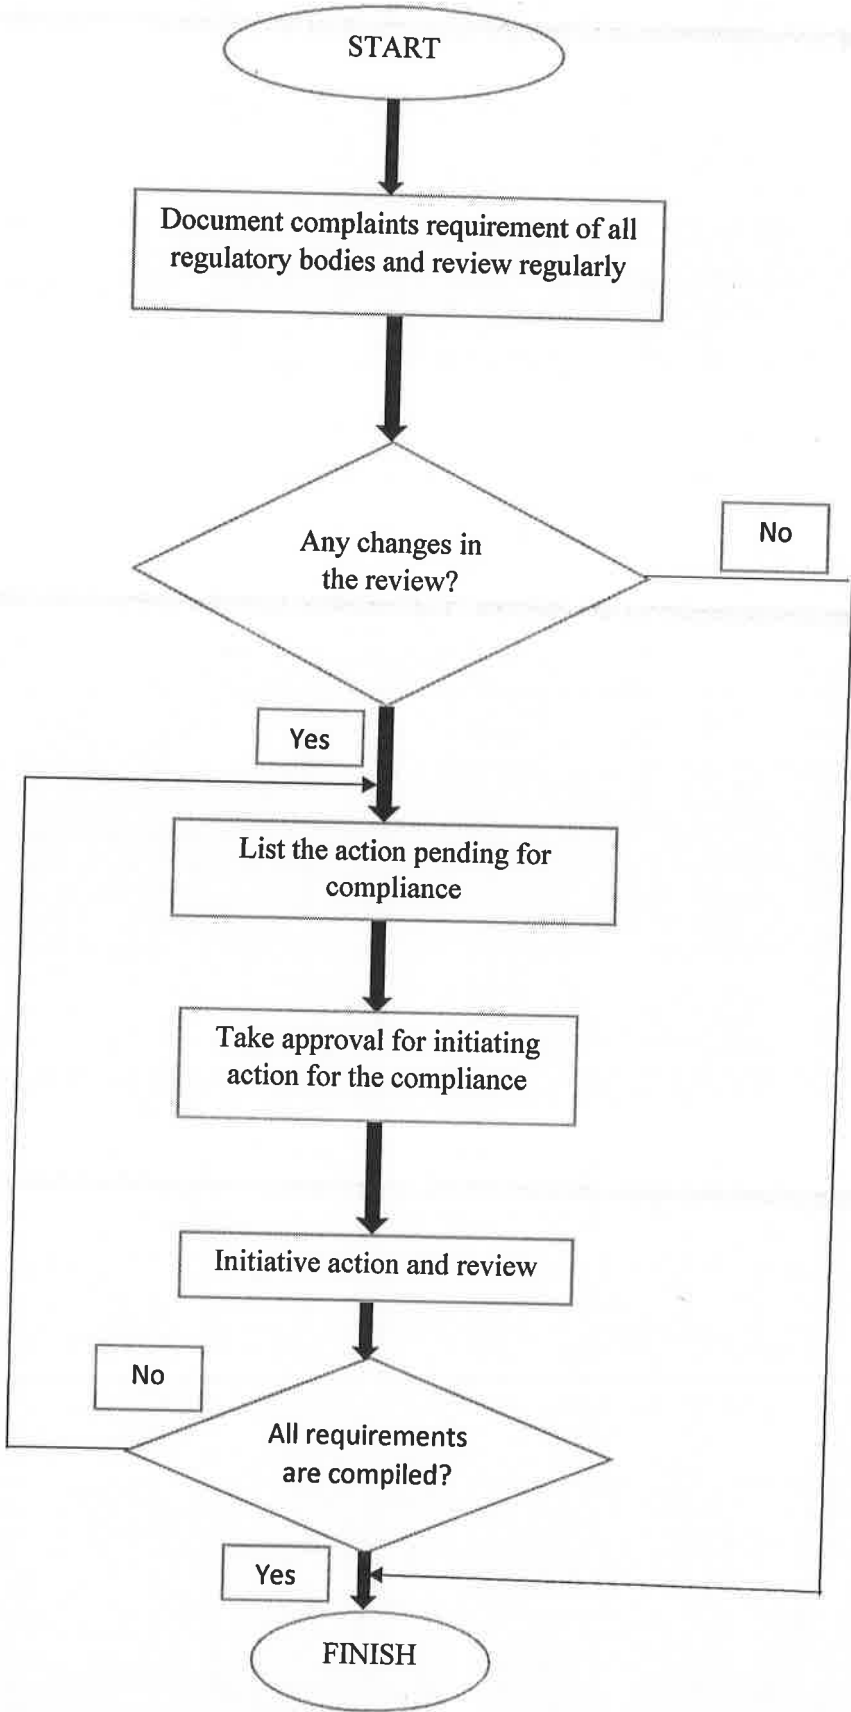 START
Document complaints requirement of all
regulatory bodies and review regularly
Any changes in
the review?
No
Yes
List the action pending for
compliance
Take approval for initiating
action for the compliance
Initiative action and review
No
All requirements
are compiled?
Yes
FINISH